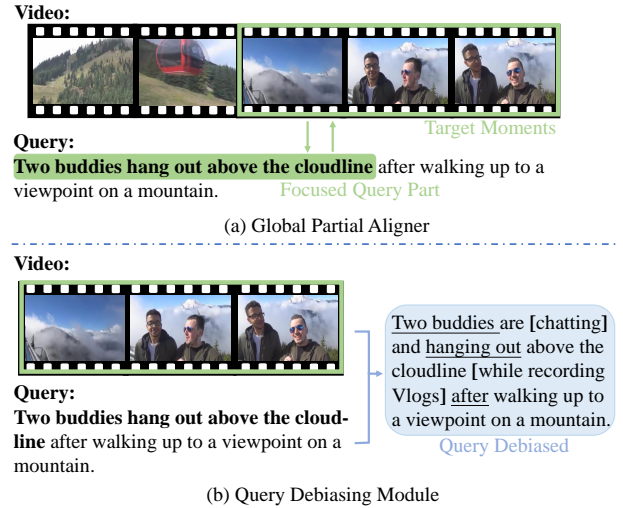 Video:
Target Moments
Query:
Two buddies hang out above the cloudline after walking up to a
viewpoint on a mountain.
Focused Query Part
(a) Global Partial Aligner
Video:
Query:
Two buddies hang out above the cloud-
line after walking up to a viewpoint on a
mountain.
Two buddies are [chatting]
and hanging out above the
cloudline [while recording
Vlogs] after walking up to
a viewpoint on a mountain.
Query Debiased
(b) Query Debiasing Module